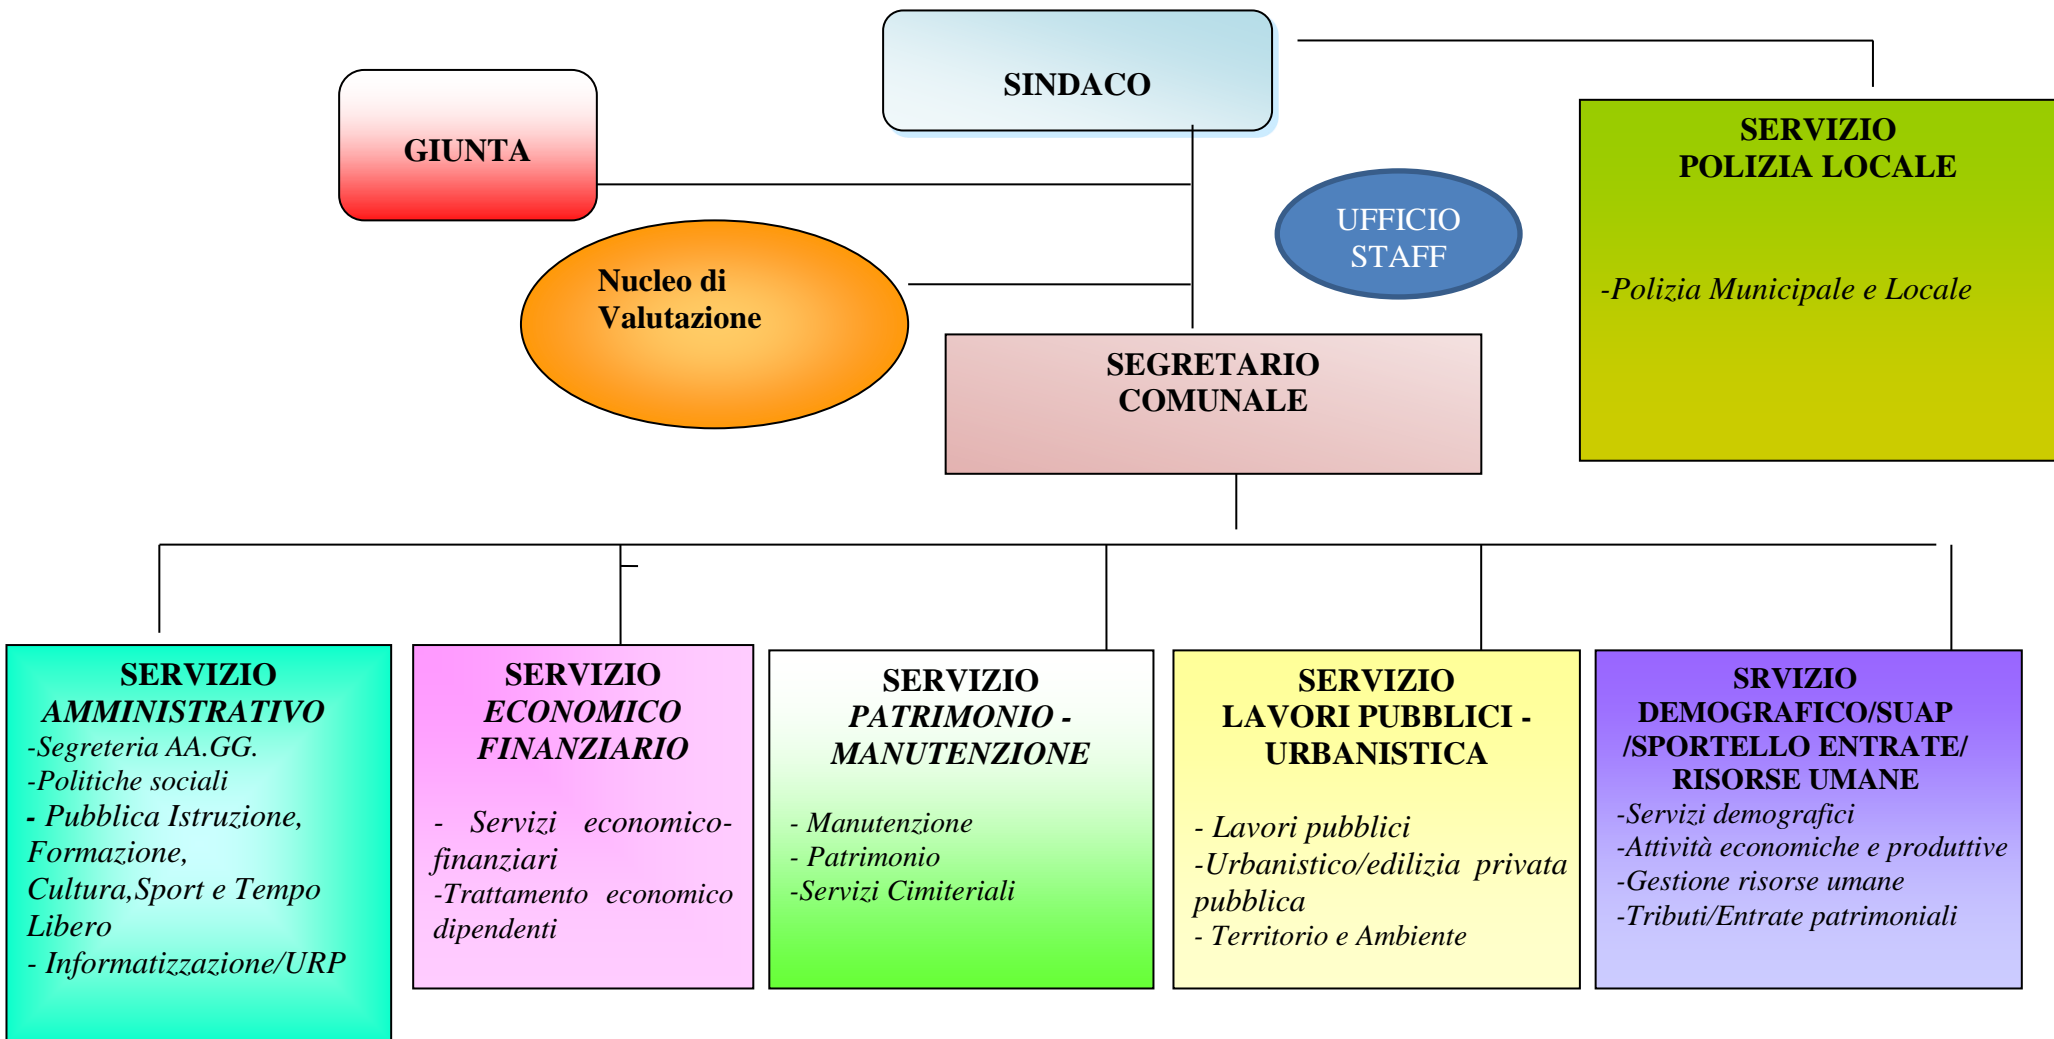 SINDACO
GIUNTA
SERVIZIO
POLIZIA LOCALE
-Polizia Municipale e Locale
UFFICIO
STAFF
Nucleo di
Valutazione
SEGRETARIO
COMUNALE
SERVIZIO
AMMINISTRATIVO
-Segreteria AA.GG.
-Politiche sociali
- Pubblica Istruzione,
Formazione,
Cultura,Sport e Tempo
Libero
- Informatizzazione/URP
SERVIZIO
ECONOMICO
FINANZIARIO
- Servizi economico-
finanziari
-Trattamento economico
dipendenti
SERVIZIO
PATRIMONIO -
MANUTENZIONE
- Manutenzione
- Patrimonio
-Servizi Cimiteriali
SERVIZIO
LAVORI PUBBLICI -
URBANISTICA
- Lavori pubblici
-Urbanistico/edilizia privata
pubblica
- Territorio e Ambiente
SRVIZIO
DEMOGRAFICO/SUAP
/SPORTELLO ENTRATE/
RISORSE UMANE
-Servizi demografici
-Attività economiche e produttive
-Gestione risorse umane
-Tributi/Entrate patrimoniali